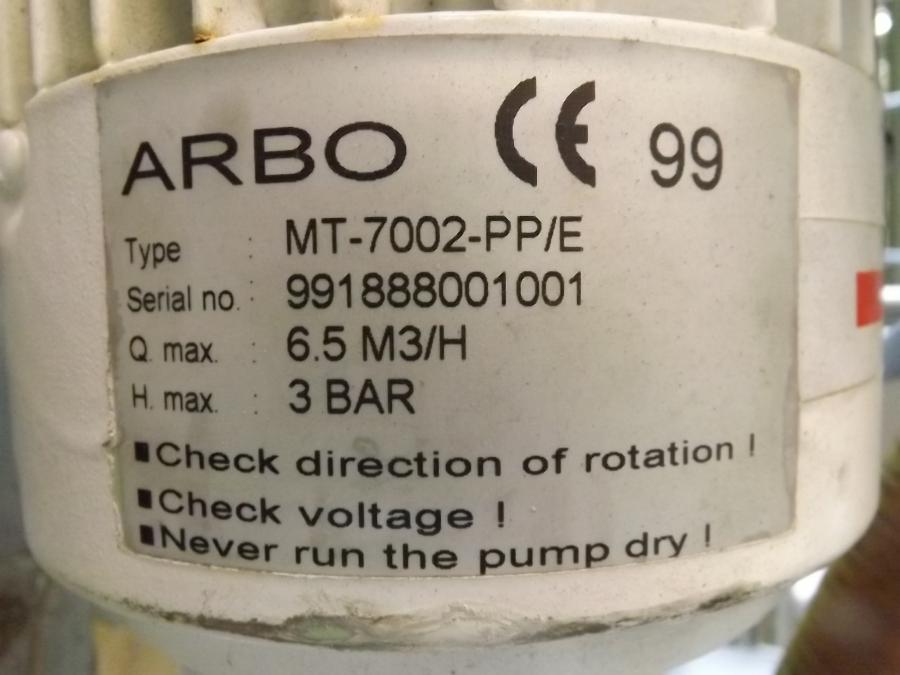 ARBO CE 99
Type : MT-7002-PP/E
Serial no. : 991888001001
Q. max. : 6.5 M3/H
H. max. : 3 BAR
■Check direction of rotation !
■Check voltage !
■Never run the pump dry !